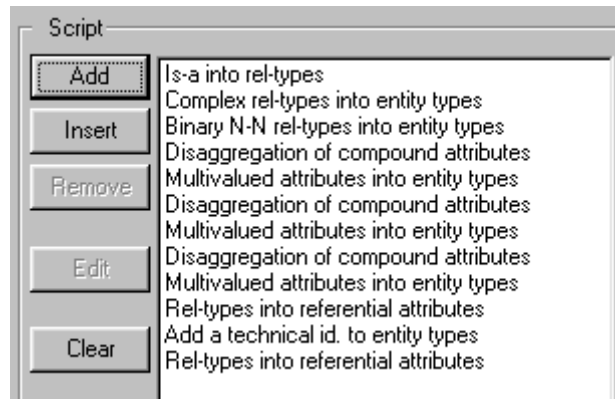 Script
Add
Insert
Remove
Edit
Clear
Is-a into rel-types
Complex rel-types into entity types
Binary N-N rel-types into entity types
Disaggregation of compound attributes
Multivalued attributes into entity types
Disaggregation of compound attributes
Multivalued attributes into entity types
Disaggregation of compound attributes
Multivalued attributes into entity types
Rel-types into referential attributes
Add a technical id. to entity types
Rel-types into referential attributes